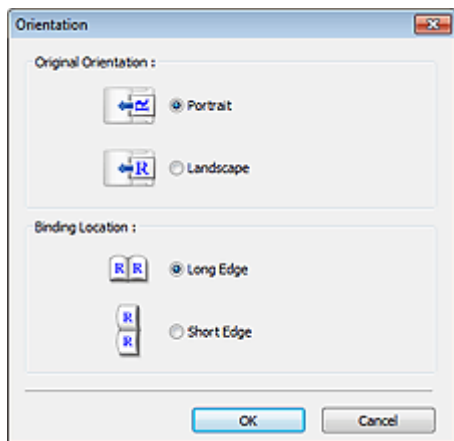 Orientation
Original Orientation :
R
Portrait
R
Landscape
Binding Location :
R R
Long Edge
R
R
Short Edge
OK
Cancel